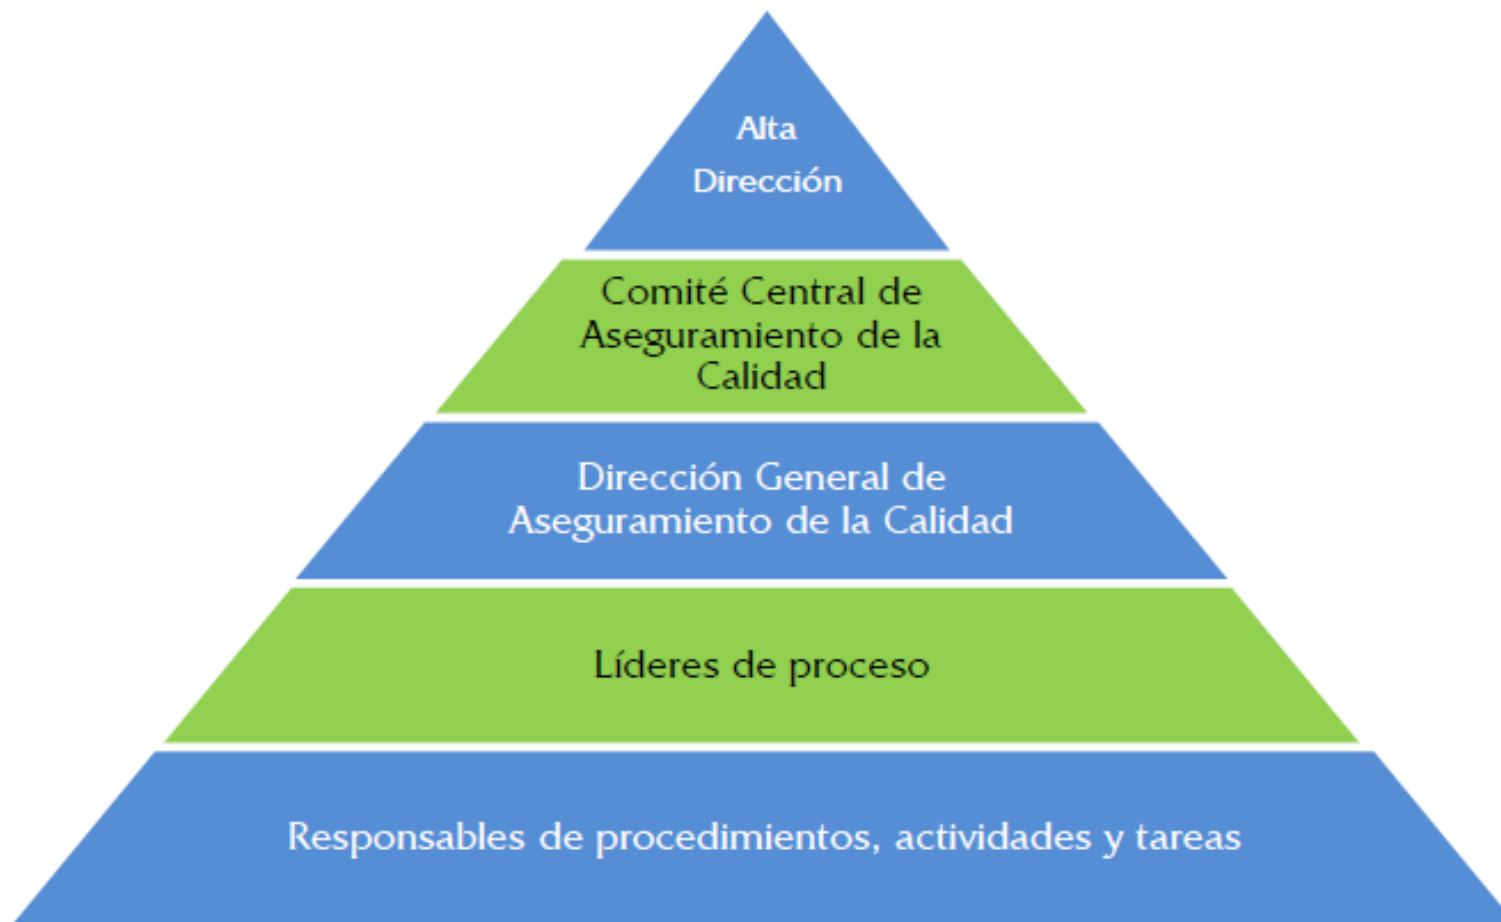 Alta
Dirección
Comité Central de
Aseguramiento de la
Calidad
Dirección General de
Aseguramiento de la Calidad
Líderes de proceso
Responsables de procedimientos, actividades y tareas